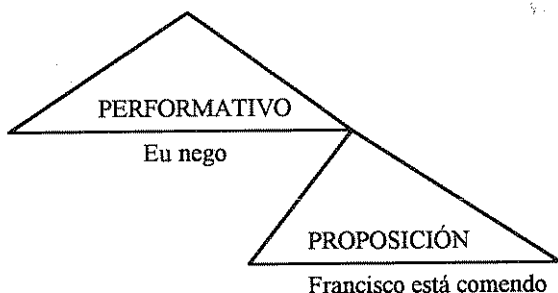 PERFORMATIVO
Eu nego
PROPOSICIÓN
Francisco está comendo